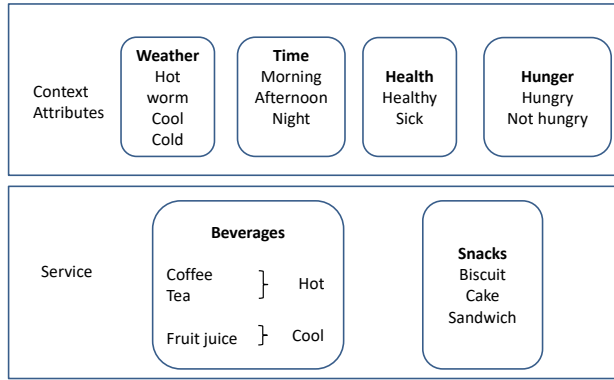 Context
Attributes
Weather
Hot
worm
Cool
Cold
Time
Morning
Afternoon
Night
Health
Healthy
Sick
Hunger
Hungry
Not hungry
Service
Beverages
Coffee
Tea
Hot
Fruit juice
Cool
Snacks
Biscuit
Cake
Sandwich